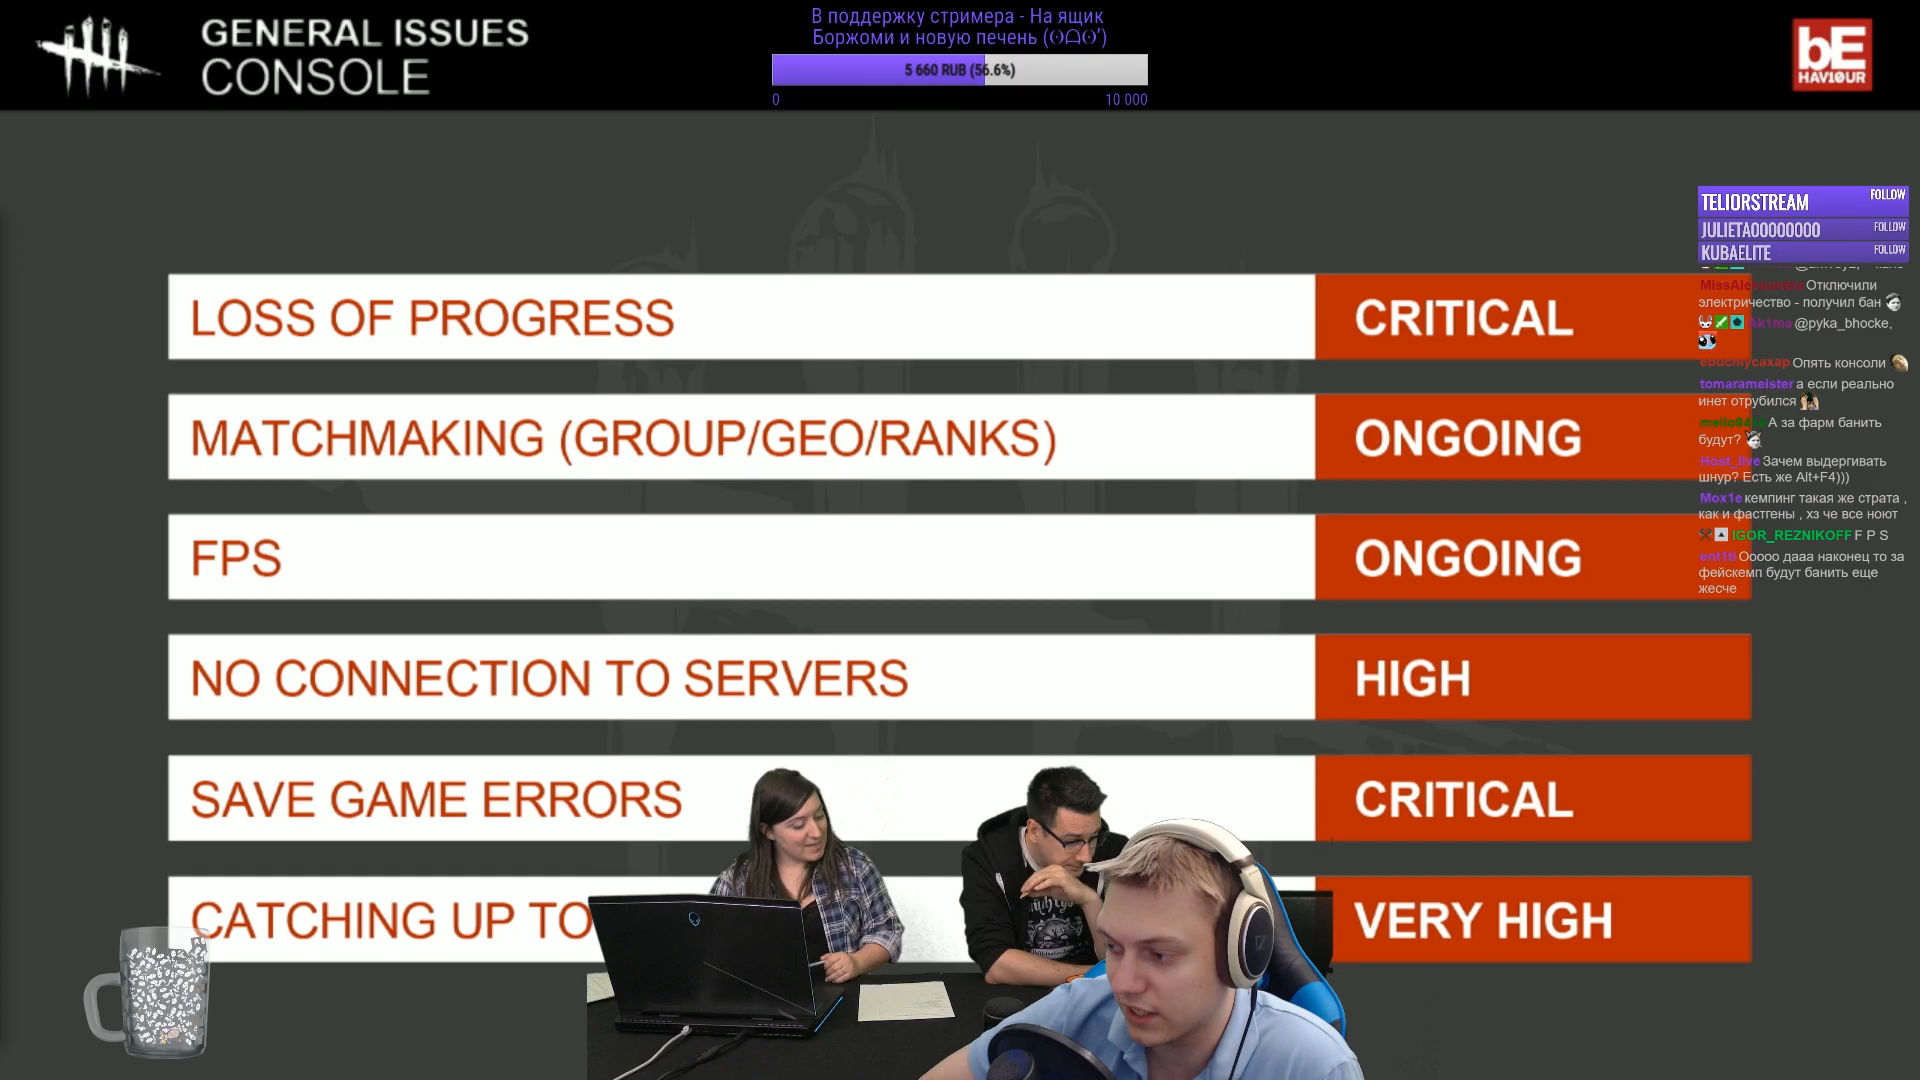 GENERAL ISSUES
CONSOLE
В поддержку стримера - На ящик
Боржоми и новую печень
5 660 RUB (56.6%)
0
10 000
bE
HAVIØUR
TELIORSTREAM FOLLOW
JULIETA00000000 FOLLOW
KUBAELITE FOLLOW
Отключили
электричество - получил бан
Ak1ma @pyka_bhocke,
Опять консоли
tomarameister а если реально
инет отрубился
А за фарм банить
будут?
Host_live Зачем выдергивать
шнур? Есть же Alt+F4)))
Mox1e кемпинг такая же страта ,
как и фастгены , хз че все ноют
IGOR_REZNIKOFF F P S
Ооооо дааа наконец то за
фейскемп будут банить еще
жесче
LOSS OF PROGRESS CRITICAL
MATCHMAKING (GROUP/GEO/RANKS) ONGOING
FPS ONGOING
NO CONNECTION TO SERVERS HIGH
SAVE GAME ERRORS CRITICAL
CATCHING UP TO VERY HIGH